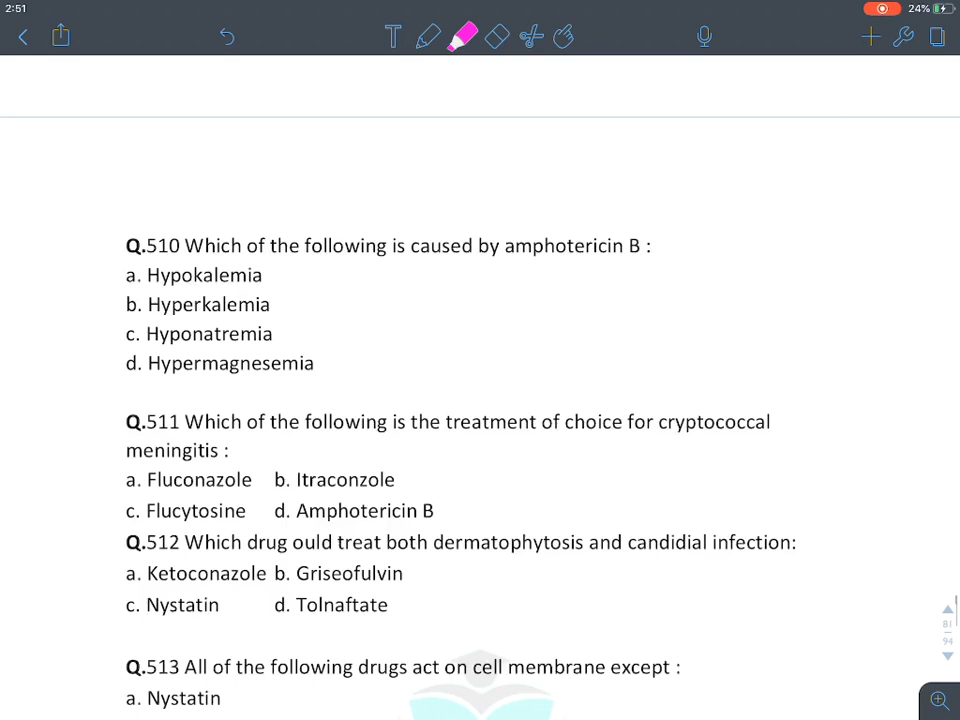 2:51
24%
T
Q.510 Which of the following is caused by amphotericin B :
a. Hypokalemia
b. Hyperkalemia
c. Hyponatremia
d. Hypermagnesemia
Q.511 Which of the following is the treatment of choice for cryptococcal
meningitis :
a. Fluconazole b. Itraconzole
c. Flucytosine d. Amphotericin B
Q.512 Which drug ould treat both dermatophytosis and candidial infection:
a. Ketoconazole b. Griseofulvin
c. Nystatin d. Tolnaftate
81
94
Q.513 All of the following drugs act on cell membrane except :
a. Nystatin